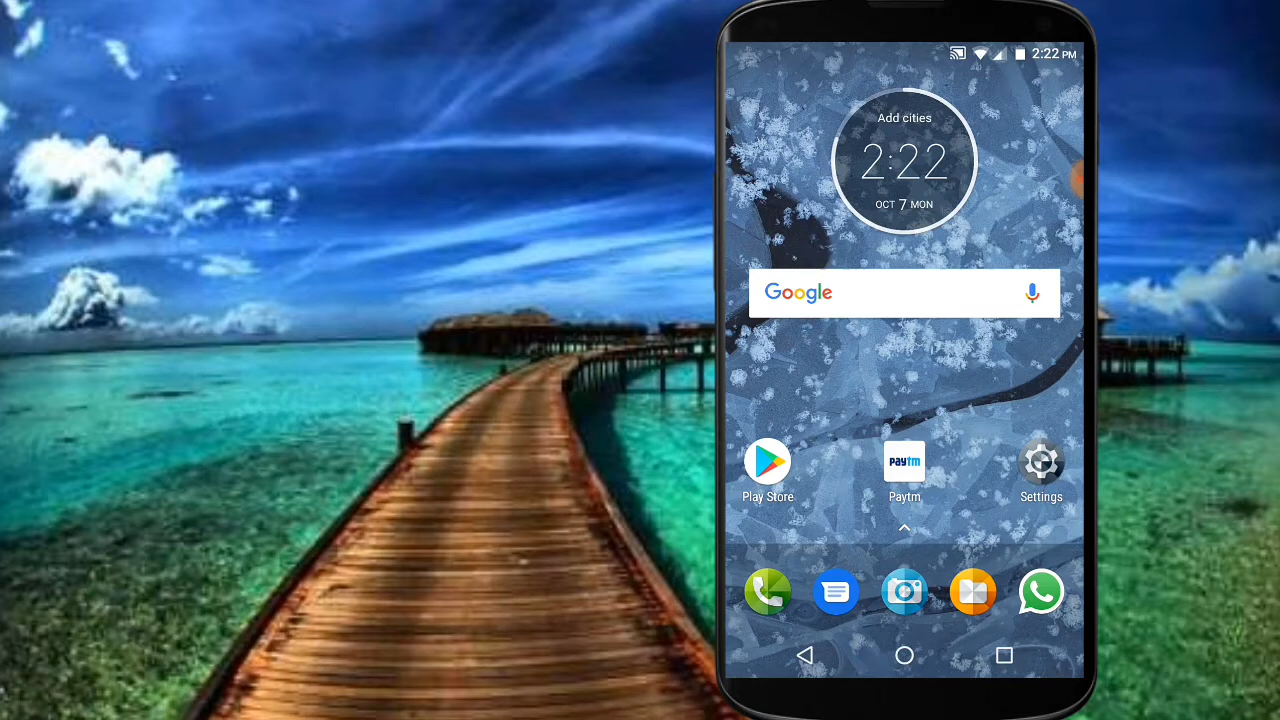 2:22 PM
Add cities
2:22
OCT 7 MON
Google
paytm
Play Store
Paytm
Settings